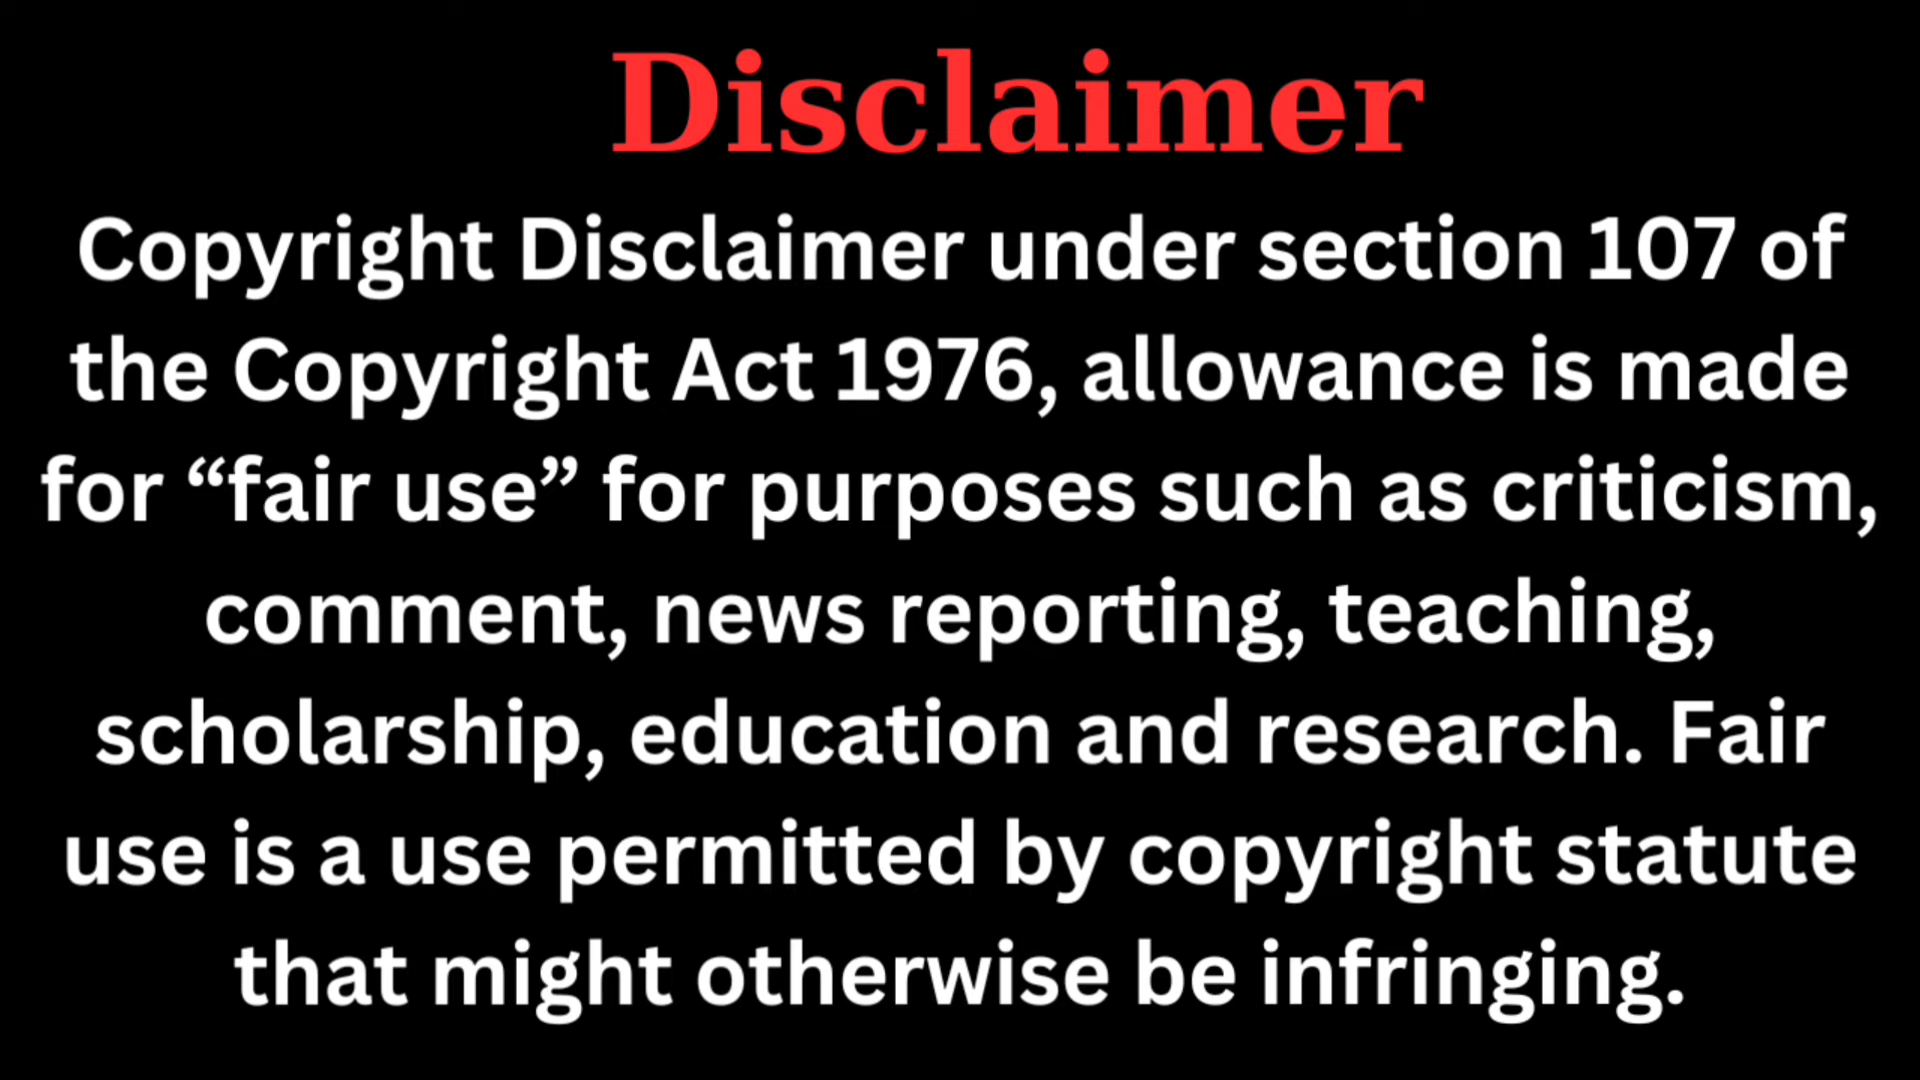 Disclaimer
Copyright Disclaimer under section 107 of
the Copyright Act 1976, allowance is made
for “fair use” for purposes such as criticism,
comment, news reporting, teaching,
scholarship, education and research. Fair
use is a use permitted by copyright statute
that might otherwise be infringing.